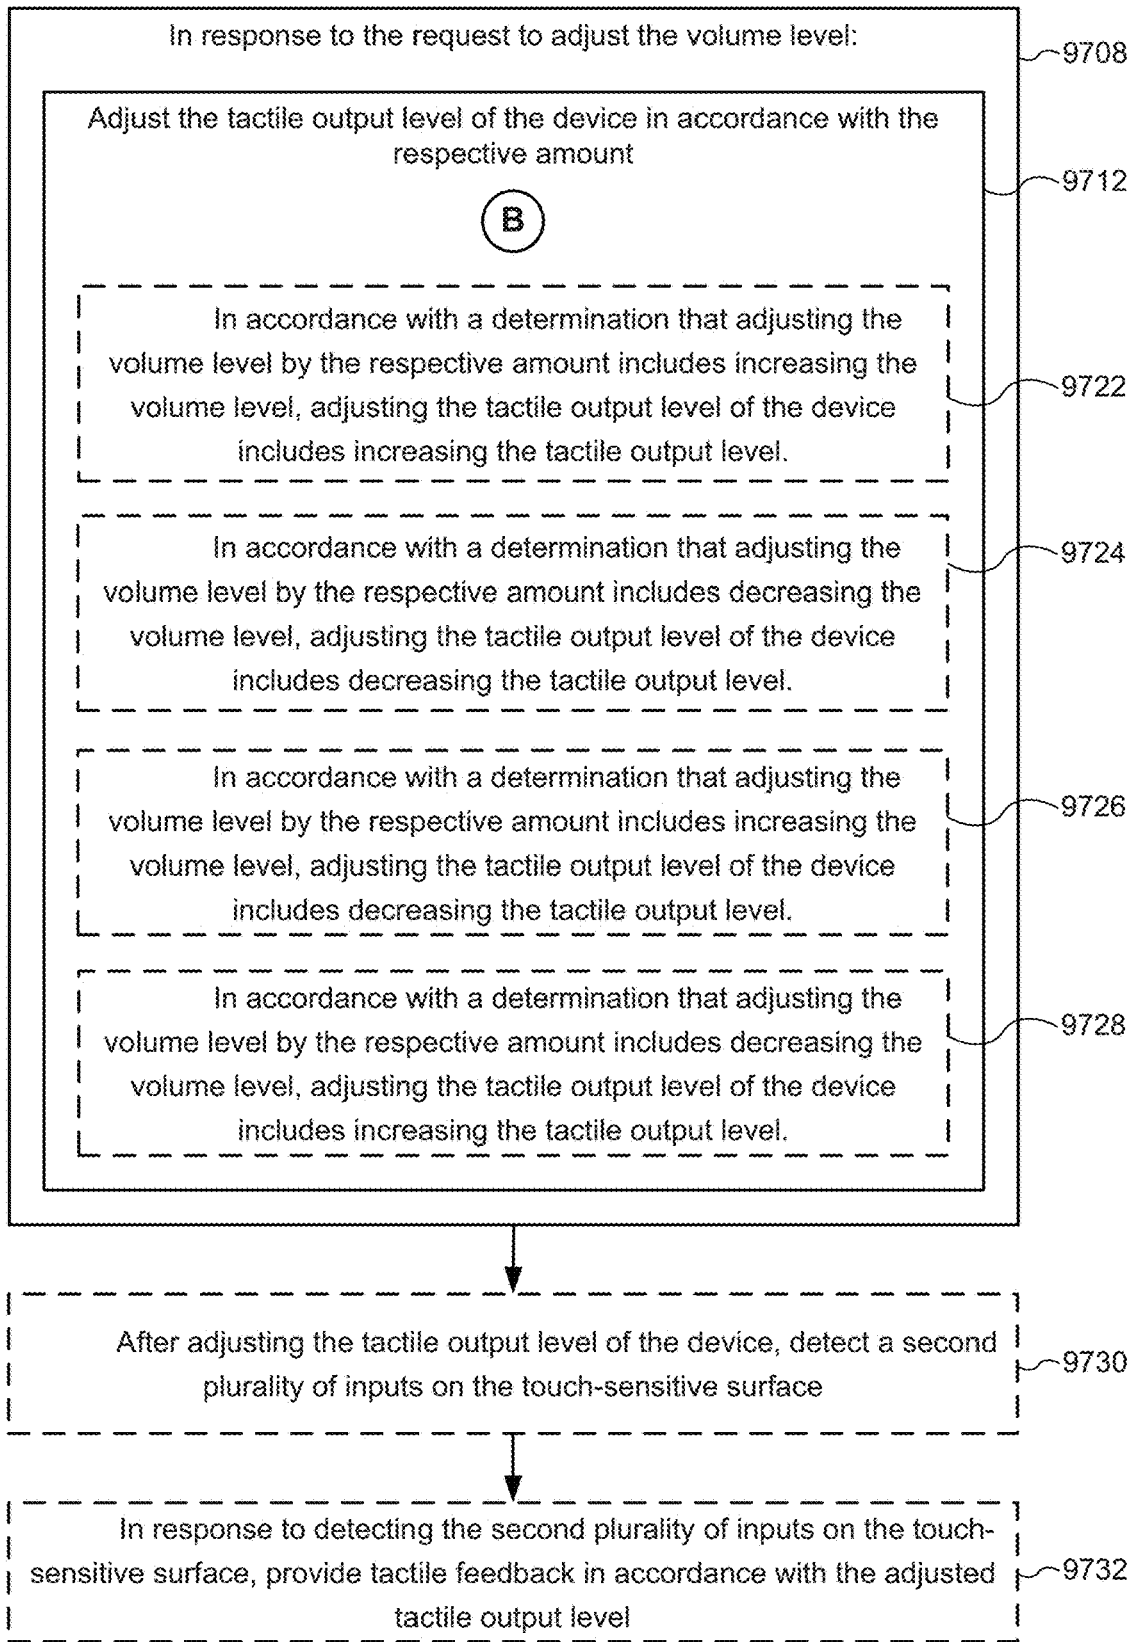 In response to the request to adjust the volume level:
9708
Adjust the tactile output level of the device in accordance with the
respective amount
9712
B
In accordance with a determination that adjusting the
volume level by the respective amount includes increasing the
volume level, adjusting the tactile output level of the device
includes increasing the tactile output level.
9722
In accordance with a determination that adjusting the
volume level by the respective amount includes decreasing the
volume level, adjusting the tactile output level of the device
includes decreasing the tactile output level.
9724
In accordance with a determination that adjusting the
volume level by the respective amount includes increasing the
volume level, adjusting the tactile output level of the device
includes decreasing the tactile output level.
9726
In accordance with a determination that adjusting the
volume level by the respective amount includes decreasing the
volume level, adjusting the tactile output level of the device
includes increasing the tactile output level.
9728
After adjusting the tactile output level of the device, detect a second
plurality of inputs on the touch-sensitive surface
9730
In response to detecting the second plurality of inputs on the touch-
sensitive surface, provide tactile feedback in accordance with the adjusted
tactile output level
9732